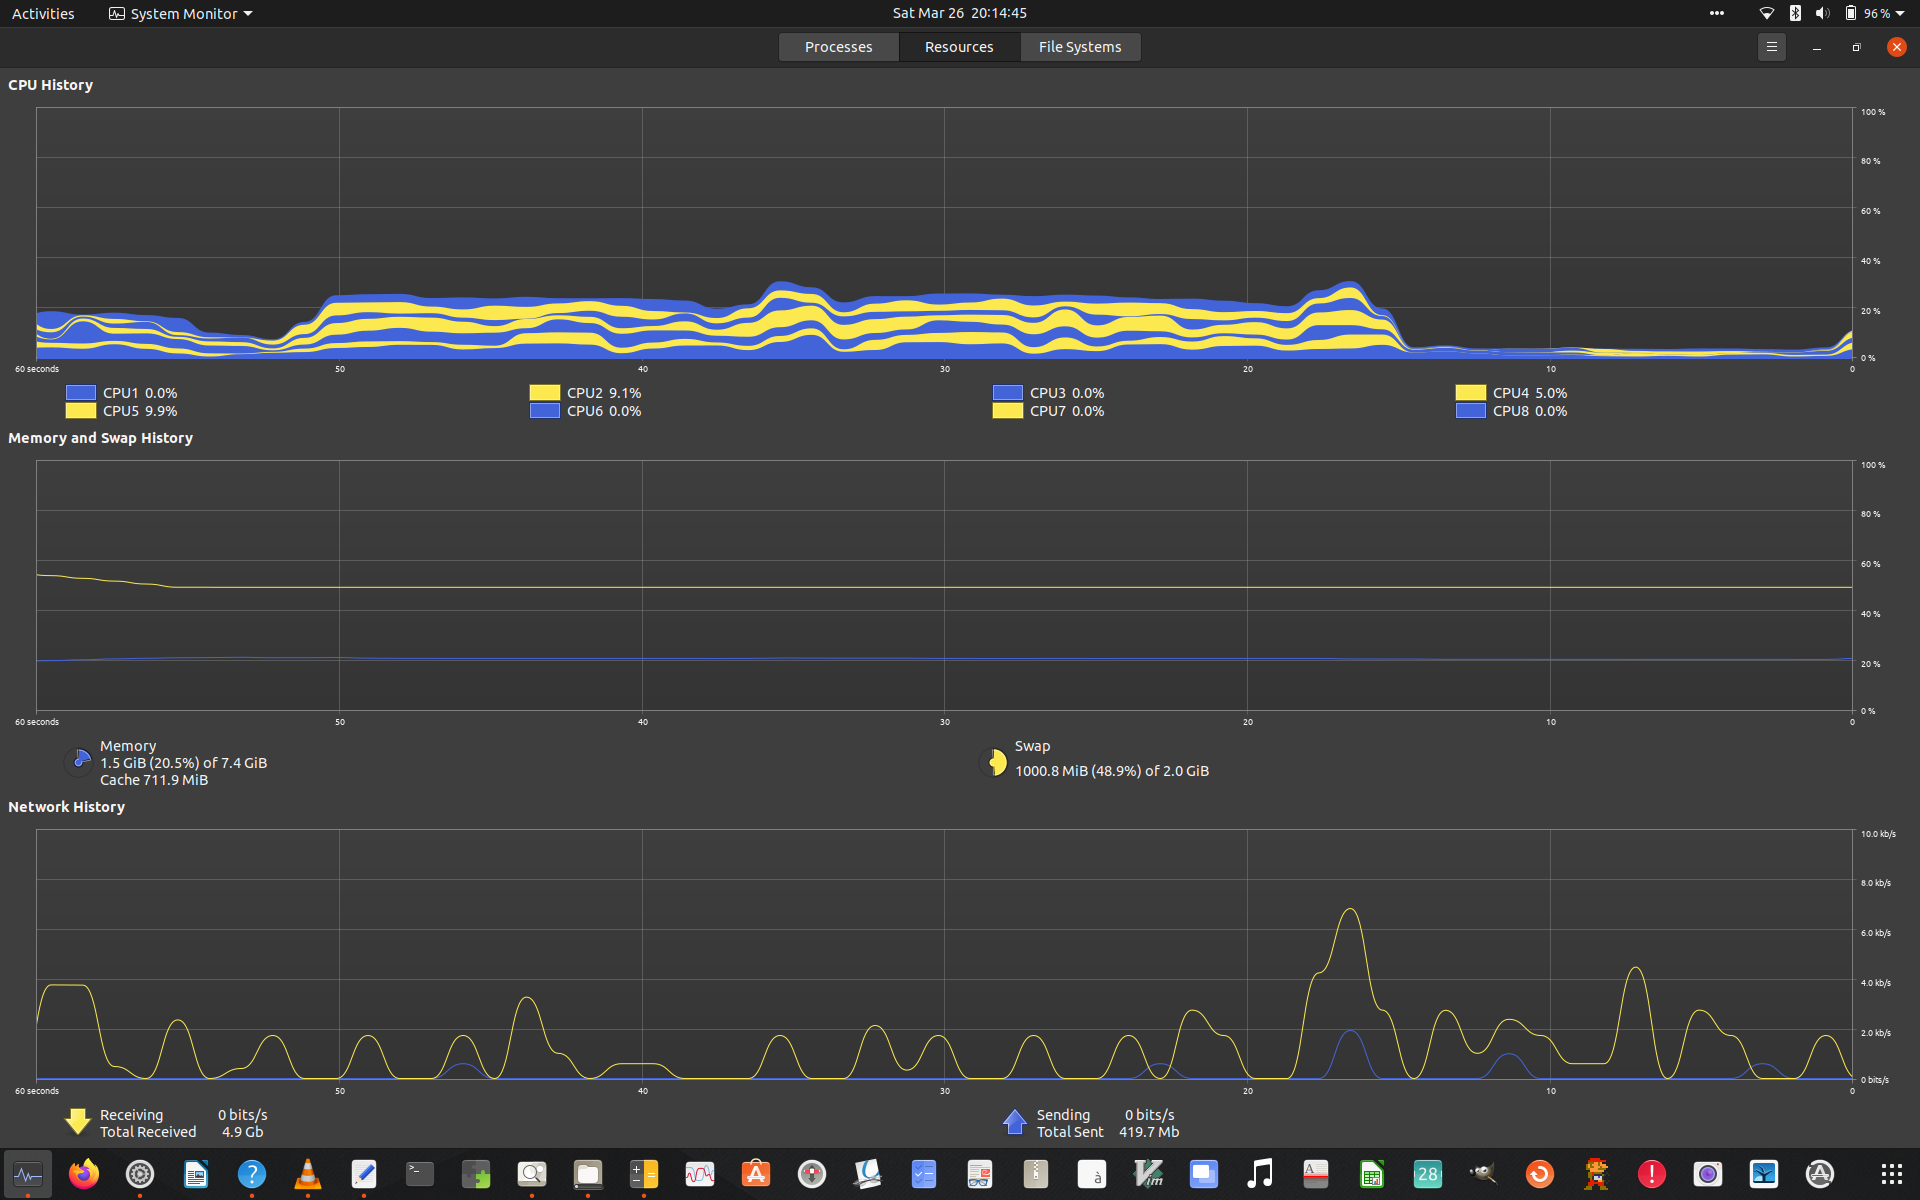 Activities System Monitor Sat Mar 26 20:14:45 96 %
Processes Resources File Systems
CPU History
100 %
80 %
60 %
40 %
20 %
0 %
60 seconds 50 40 30 20 10 0
CPU1 0.0% CPU2 9.1% CPU3 0.0% CPU4 5.0%
CPU5 9.9% CPU6 0.0% CPU7 0.0% CPU8 0.0%
Memory and Swap History
100 %
80 %
60 %
40 %
20 %
0 %
60 seconds 50 40 30 20 10 0
Memory Swap
1.5 GiB (20.5%) of 7.4 GiB 1000.8 MiB (48.9%) of 2.0 GiB
Cache 711.9 MiB
Network History
10.0 kb/s
8.0 kb/s
6.0 kb/s
4.0 kb/s
2.0 kb/s
0 bits/s
60 seconds 50 40 30 20 10 0
Receiving 0 bits/s Sending 0 bits/s
Total Received 4.9 Gb Total Sent 419.7 Mb
? >_ A à Vim A 28 ! A